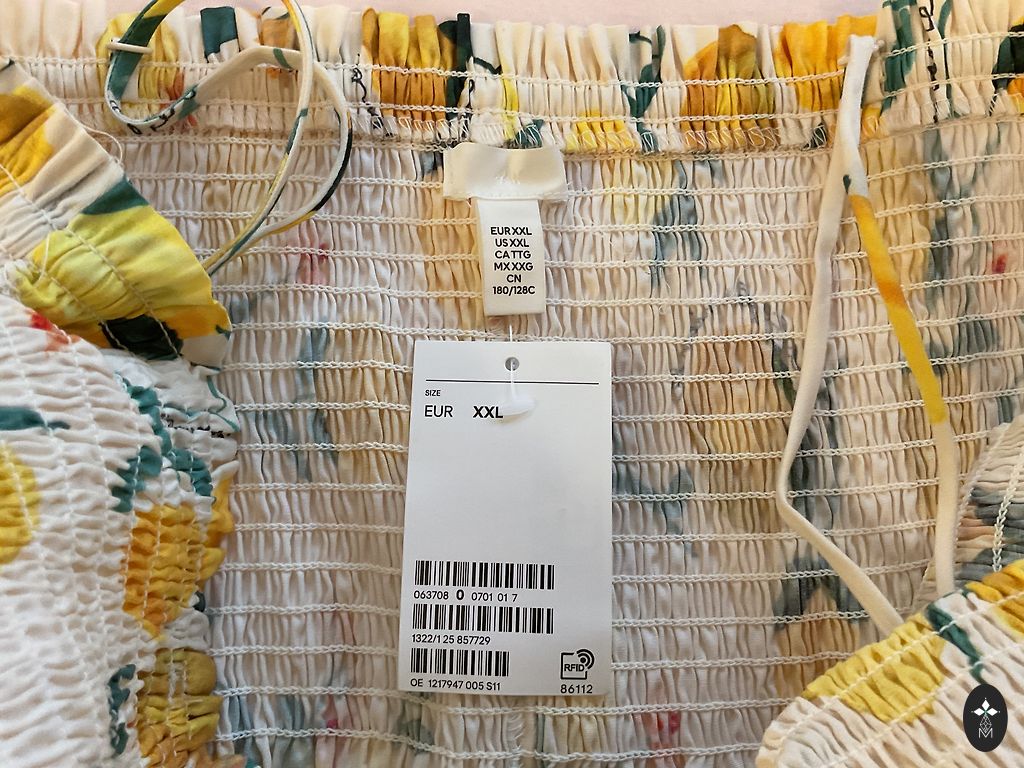 EUR XXL
US XXL
CA TTG
MX XXG
CN
180/128C
SIZE
EUR XXL
063708 0 0701 01 7
1322/1 25 857729
OE 1217947 005 S11
RFID
86112